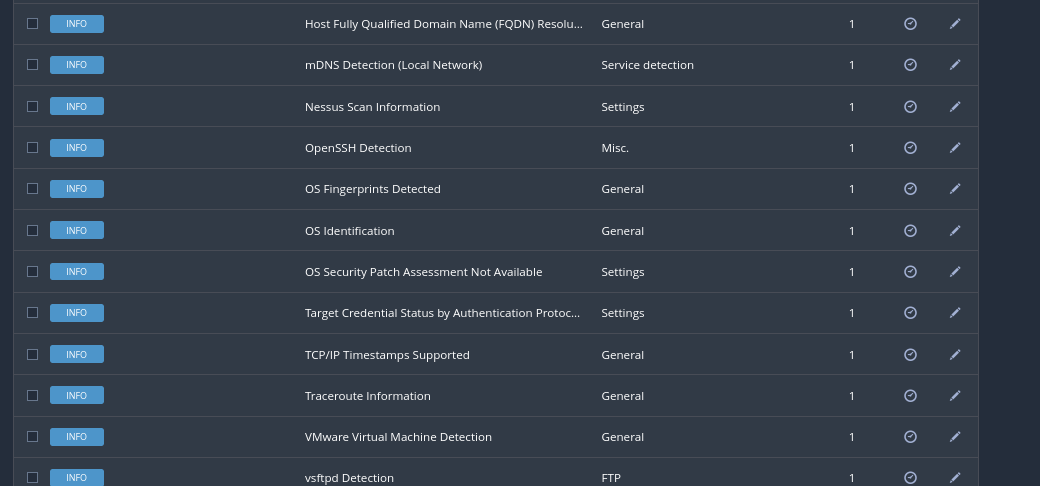 INFO Host Fully Qualified Domain Name (FQDN) Resolu... General 1
INFO mDNS Detection (Local Network) Service detection 1
INFO Nessus Scan Information Settings 1
INFO OpenSSH Detection Misc. 1
INFO OS Fingerprints Detected General 1
INFO OS Identification General 1
INFO OS Security Patch Assessment Not Available Settings 1
INFO Target Credential Status by Authentication Protoc... Settings 1
INFO TCP/IP Timestamps Supported General 1
INFO Traceroute Information General 1
INFO VMware Virtual Machine Detection General 1
INFO vsftpd Detection FTP 1